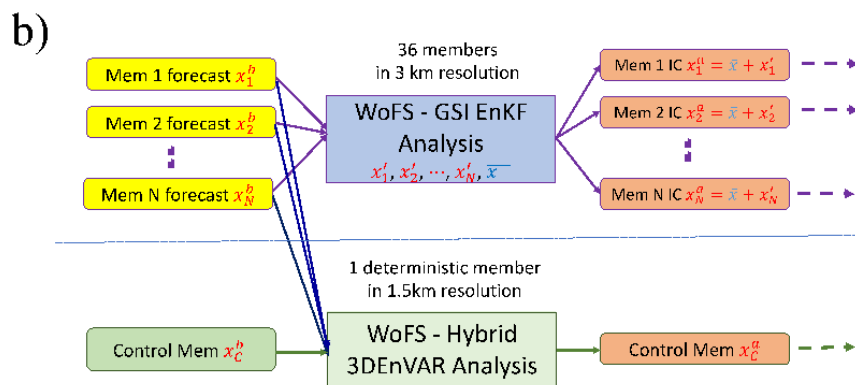 b)
36 members
in 3 km resolution
Mem 1 forecast x₁ᵇ
Mem 2 forecast x₂ᵇ
Mem N forecast x_Nᵇ
WoFS - GSI EnKF
Analysis
x₁′, x₂′, ⋯, x_N′, x̅
Mem 1 IC x₁ᵃ = x̅ + x₁′
Mem 2 IC x₂ᵃ = x̅ + x₂′
Mem N IC x_Nᵃ = x̅ + x_N′
1 deterministic member
in 1.5km resolution
Control Mem x_Cᵇ
WoFS - Hybrid
3DEnVAR Analysis
Control Mem x_Cᵃ